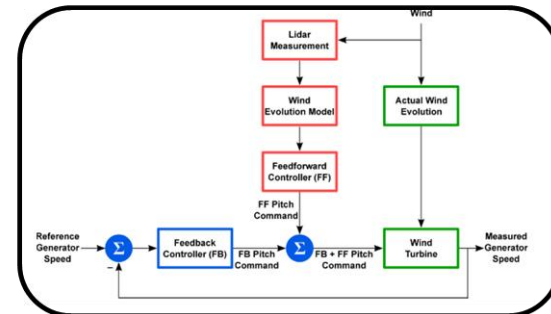 Wind
Lidar
Measurement
Wind
Evolution Model
Actual Wind
Evolution
Feedforward
Controller (FF)
FF Pitch
Command
Reference
Generator
Speed
Σ
–
Feedback
Controller (FB)
FB Pitch
Command
Σ
FB + FF Pitch
Command
Wind
Turbine
Measured
Generator
Speed